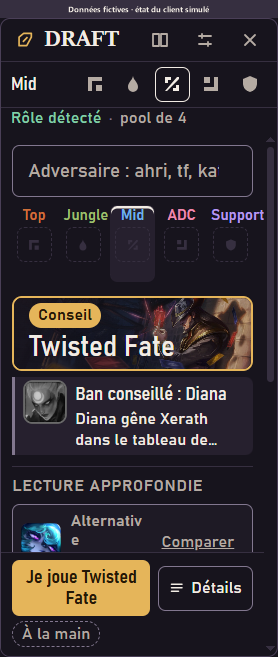 Données fictives · état du client simulé
DRAFT
Mid
Rôle détecté · pool de 4
Adversaire : ahri, tf, ka
Top Jungle Mid ADC Support
Conseil
Twisted Fate
Ban conseillé : Diana
Diana gêne Xerath
dans le tableau de…
LECTURE APPROFONDIE
Alternativ
e
Comparer
Je joue Twisted
Fate
Détails
À la main